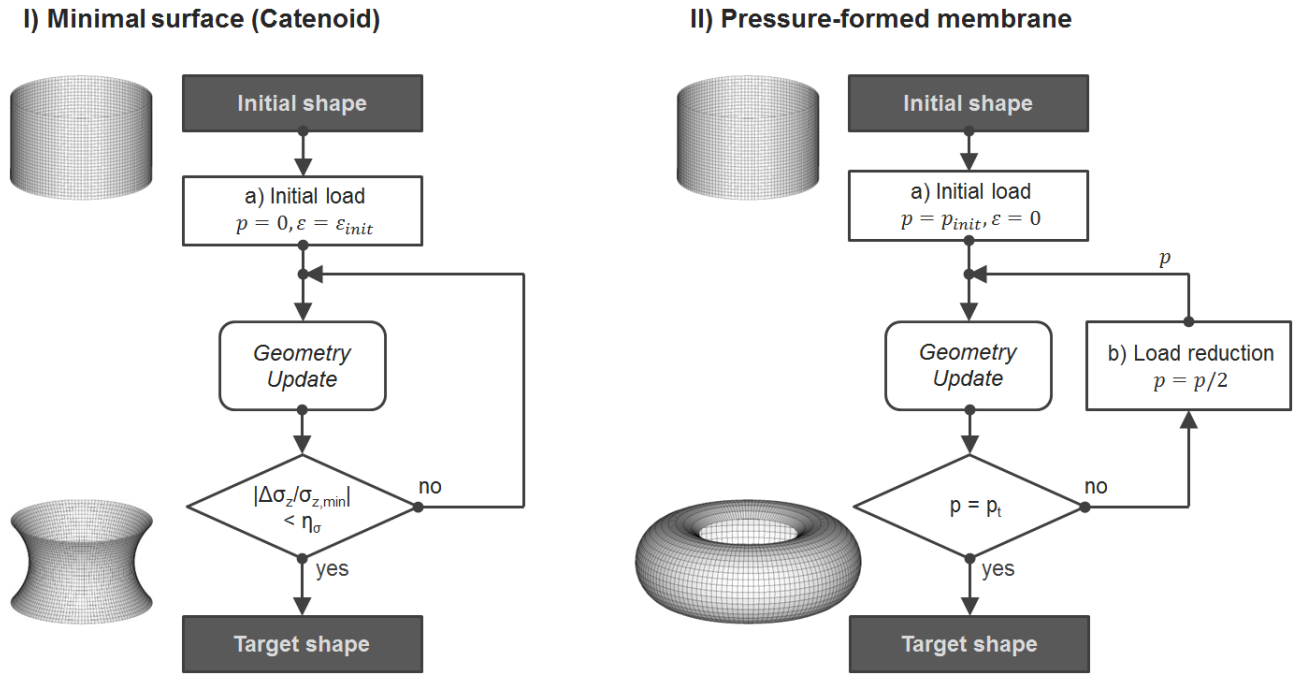 I) Minimal surface (Catenoid)
Initial shape
a) Initial load
p = 0, ε = ε_init
Geometry
Update
|Δσ_z/σ_z,min|
< η_σ
no
yes
Target shape
II) Pressure-formed membrane
Initial shape
a) Initial load
p = p_init, ε = 0
p
Geometry
Update
b) Load reduction
p = p/2
p = p_t
no
yes
Target shape